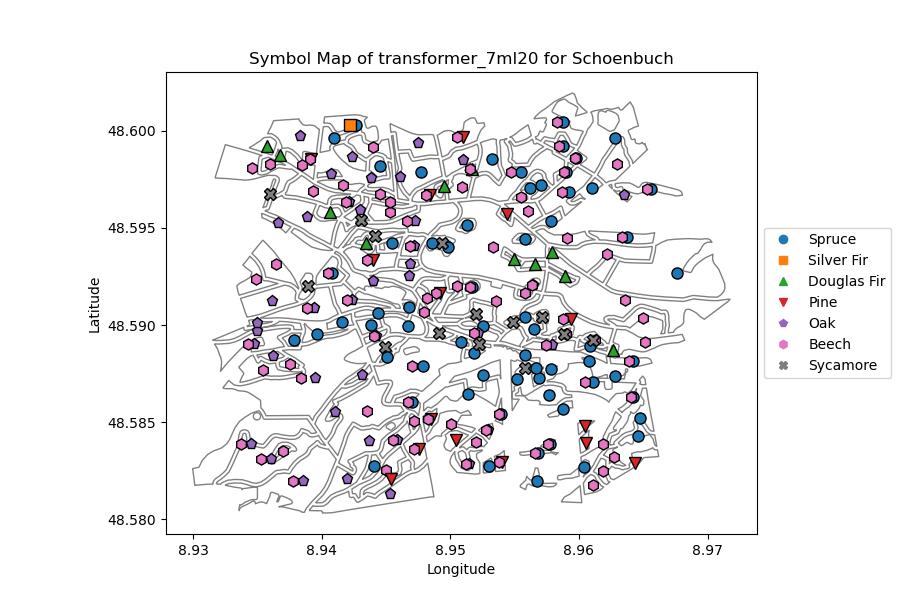 Symbol Map of transformer_7ml20 for Schoenbuch
48.600
48.595
48.590
48.585
48.580
Latitude
8.93 8.94 8.95 8.96 8.97
Longitude
Spruce
Silver Fir
Douglas Fir
Pine
Oak
Beech
Sycamore